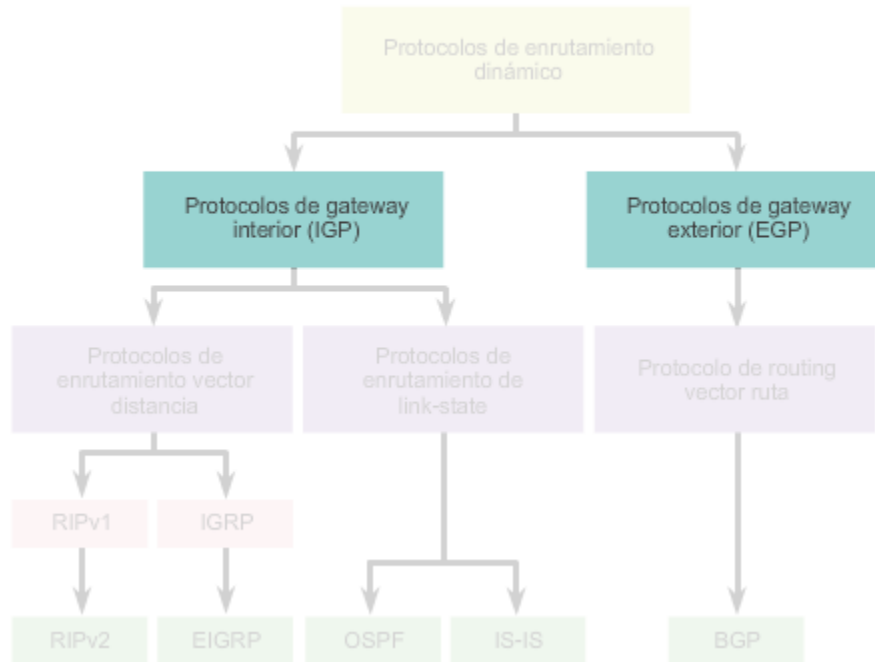 Protocolos de enrutamiento
dinámico
Protocolos de gateway
interior (IGP)
Protocolos de gateway
exterior (EGP)
Protocolos de
enrutamiento vector
distancia
Protocolos de
enrutamiento de
link-state
Protocolo de routing
vector ruta
RIPv1
IGRP
RIPv2
EIGRP
OSPF
IS-IS
BGP